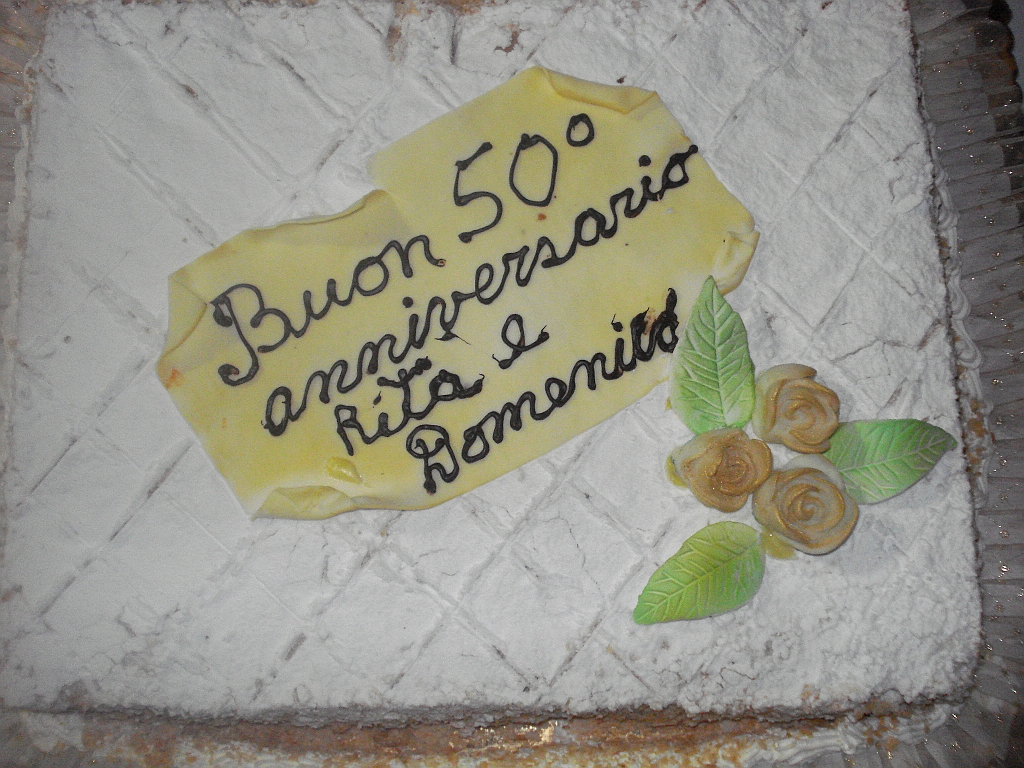 Buon 50°
anniversario
Rita e
Domenico